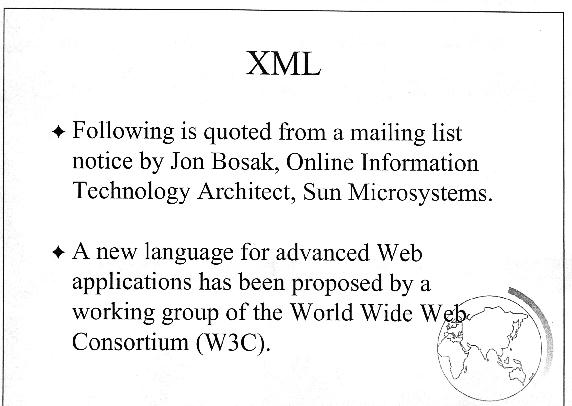 XML
✦ Following is quoted from a mailing list
notice by Jon Bosak, Online Information
Technology Architect, Sun Microsystems.
✦ A new language for advanced Web
applications has been proposed by a
working group of the World Wide Web
Consortium (W3C).